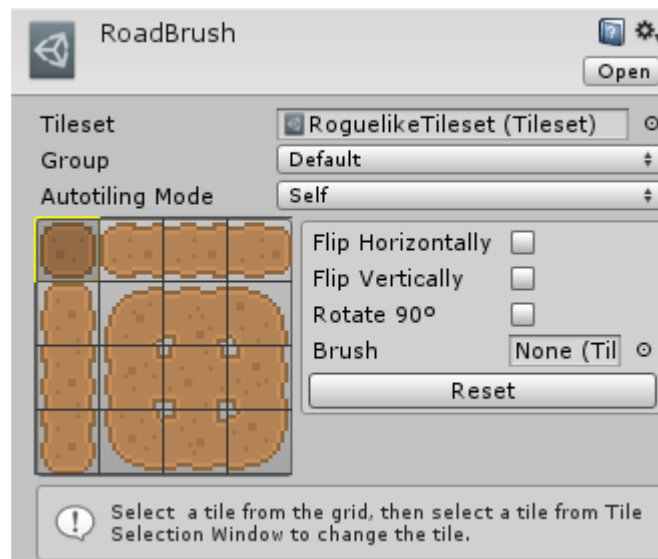 RoadBrush
Open
Tileset RoguelikeTileset (Tileset)
Group Default
Autotiling Mode Self
Flip Horizontally
Flip Vertically
Rotate 90º
Brush None (Til
Reset
Select a tile from the grid, then select a tile from Tile
Selection Window to change the tile.